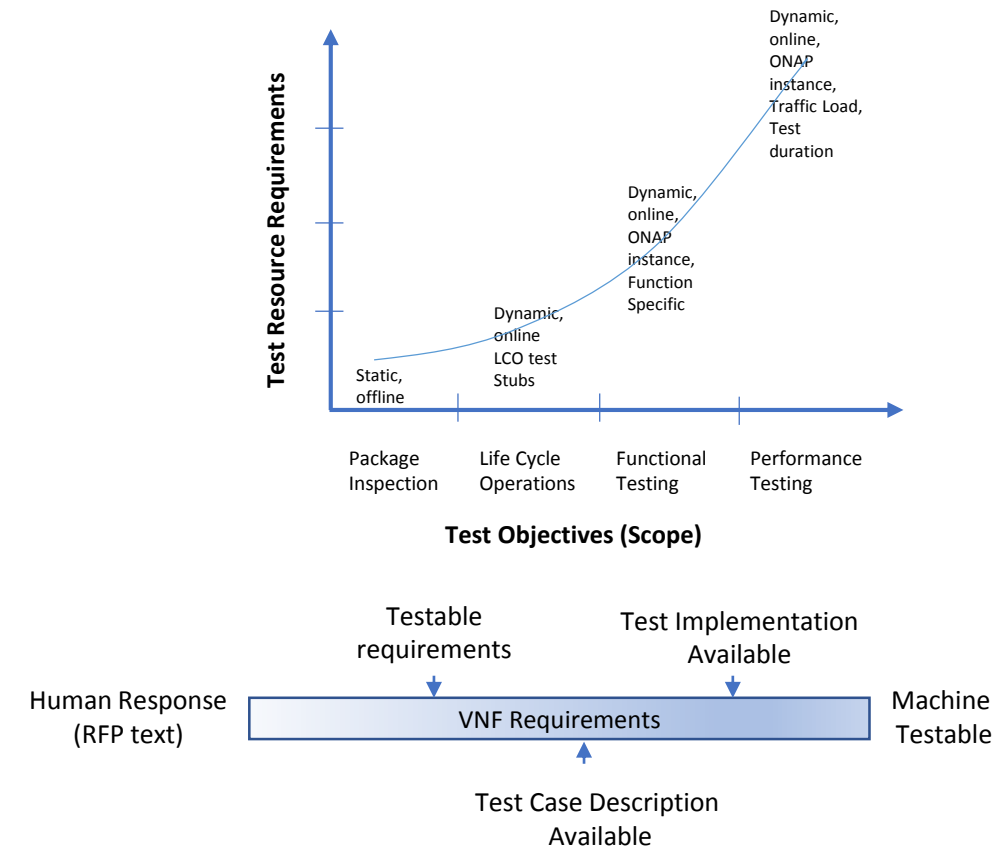 Dynamic,
online,
ONAP
instance,
Traffic Load,
Test
duration
Test Resource Requirements
Dynamic,
online,
ONAP
instance,
Function
Specific
Dynamic,
online
LCO test
Stubs
Static,
offline
Package
Inspection
Life Cycle
Operations
Functional
Testing
Performance
Testing
Test Objectives (Scope)
Testable
requirements
Test Implementation
Available
Human Response
(RFP text)
VNF Requirements
Machine
Testable
Test Case Description
Available